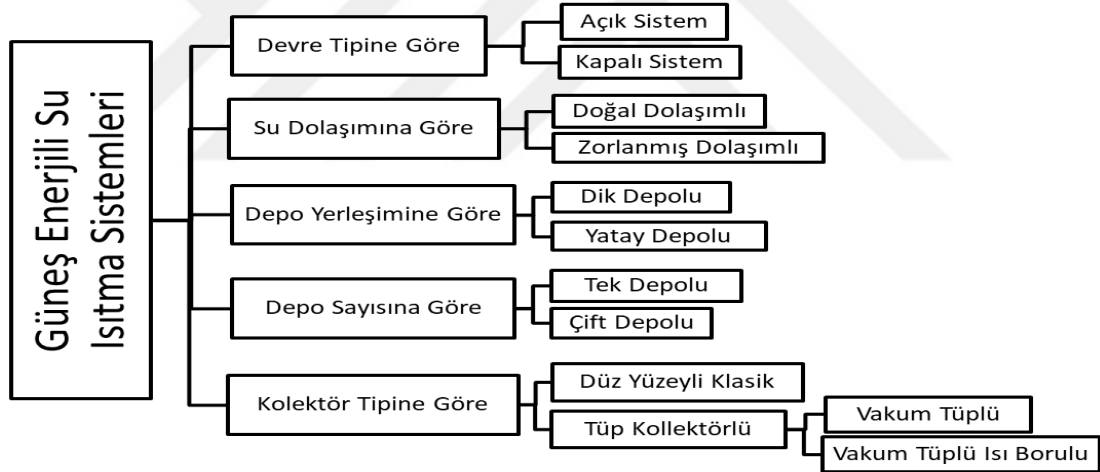 Güneş Enerjili Su
Isıtma Sistemleri
Devre Tipine Göre
Açık Sistem
Kapalı Sistem
Su Dolaşımına Göre
Doğal Dolaşımlı
Zorlanmış Dolaşımlı
Depo Yerleşimine Göre
Dik Depolu
Yatay Depolu
Depo Sayısına Göre
Tek Depolu
Çift Depolu
Kolektör Tipine Göre
Düz Yüzeyli Klasik
Tüp Kollektörlü
Vakum Tüplü
Vakum Tüplü Isı Borulu